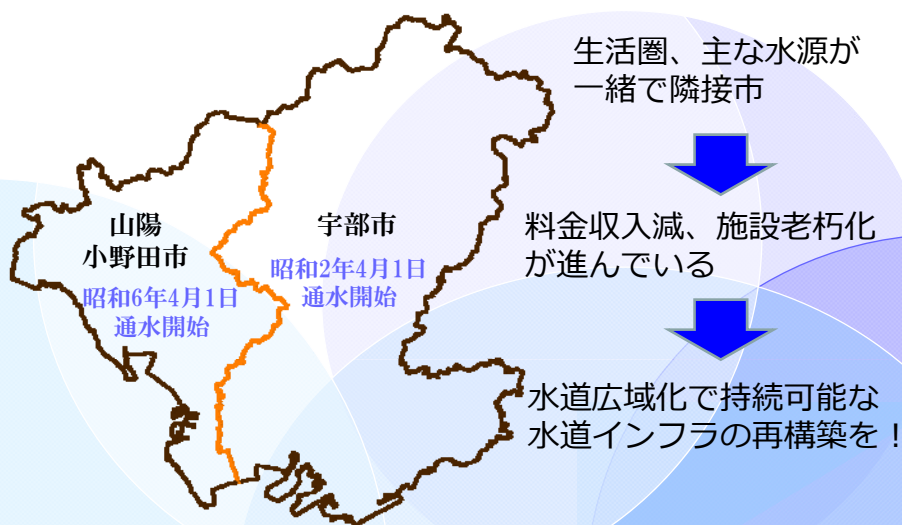 生活圏、主な水源が
一緒で隣接市
山陽
小野田市
昭和6年4月1日
通水開始
宇部市
昭和2年4月1日
通水開始
料金収入減、施設老朽化
が進んでいる
水道広域化で持続可能な
水道インフラの再構築を！